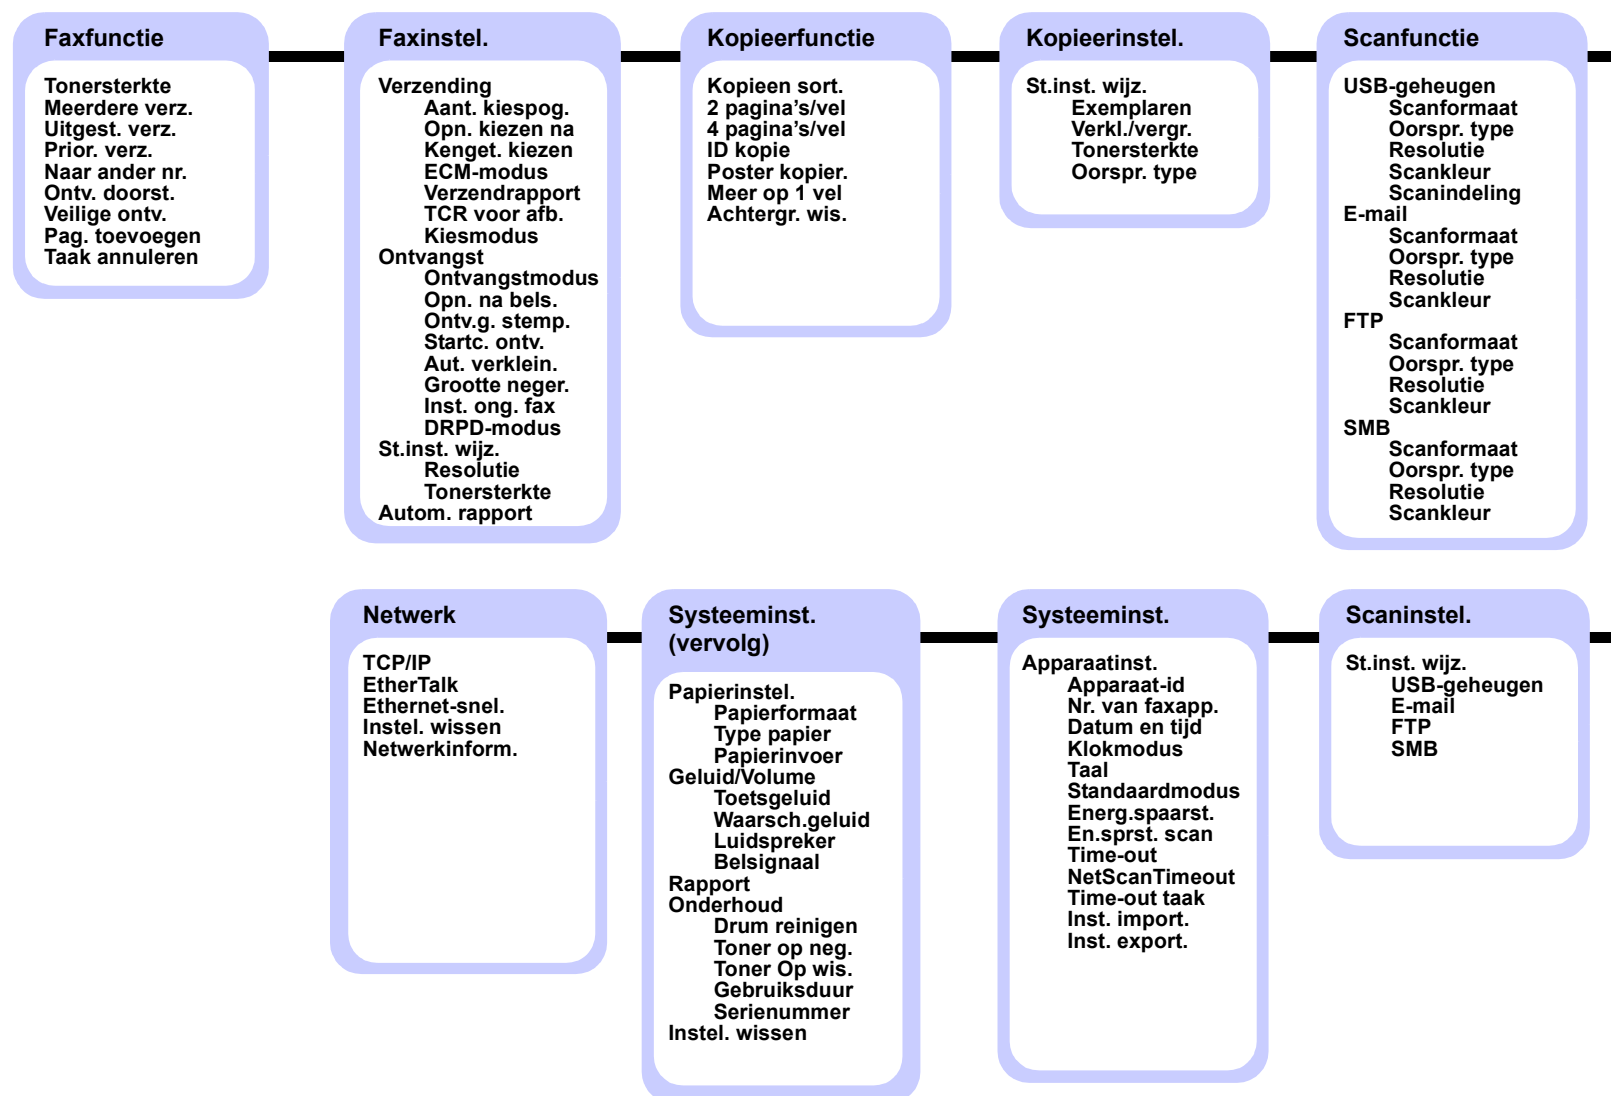 Faxfunctie
Tonersterkte
Meerdere verz.
Uitgest. verz.
Prior. verz.
Naar ander nr.
Ontv. doorst.
Veilige ontv.
Pag. toevoegen
Taak annuleren
Faxinstel.
Verzending
Aant. kiespog.
Opn. kiezen na
Kenget. kiezen
ECM-modus
Verzendrapport
TCR voor afb.
Kiesmodus
Ontvangst
Ontvangstmodus
Opn. na bels.
Ontv.g. stemp.
Startc. ontv.
Aut. verklein.
Grootte neger.
Inst. ong. fax
DRPD-modus
St.inst. wijz.
Resolutie
Tonersterkte
Autom. rapport
Kopieerfunctie
Kopieen sort.
2 pagina's/vel
4 pagina's/vel
ID kopie
Poster kopier.
Meer op 1 vel
Achtergr. wis.
Kopieerinstel.
St.inst. wijz.
Exemplaren
Verkl./vergr.
Tonersterkte
Oorspr. type
Scanfunctie
USB-geheugen
Scanformaat
Oorspr. type
Resolutie
Scankleur
Scanindeling
E-mail
Scanformaat
Oorspr. type
Resolutie
Scankleur
FTP
Scanformaat
Oorspr. type
Resolutie
Scankleur
SMB
Scanformaat
Oorspr. type
Resolutie
Scankleur
Netwerk
TCP/IP
EtherTalk
Ethernet-snel.
Instel. wissen
Netwerkinform.
Systeeminst.
(vervolg)
Papierinstel.
Papierformaat
Type papier
Papierinvoer
Geluid/Volume
Toetsgeluid
Waarsch.geluid
Luidspreker
Belsignaal
Rapport
Onderhoud
Drum reinigen
Toner op neg.
Toner Op wis.
Gebruiksduur
Serienummer
Instel. wissen
Systeeminst.
Apparaatinst.
Apparaat-id
Nr. van faxapp.
Datum en tijd
Klokmodus
Taal
Standaardmodus
Energ.spaarst.
En.sprst. scan
Time-out
NetScanTimeout
Time-out taak
Inst. import.
Inst. export.
Scaninstel.
St.inst. wijz.
USB-geheugen
E-mail
FTP
SMB